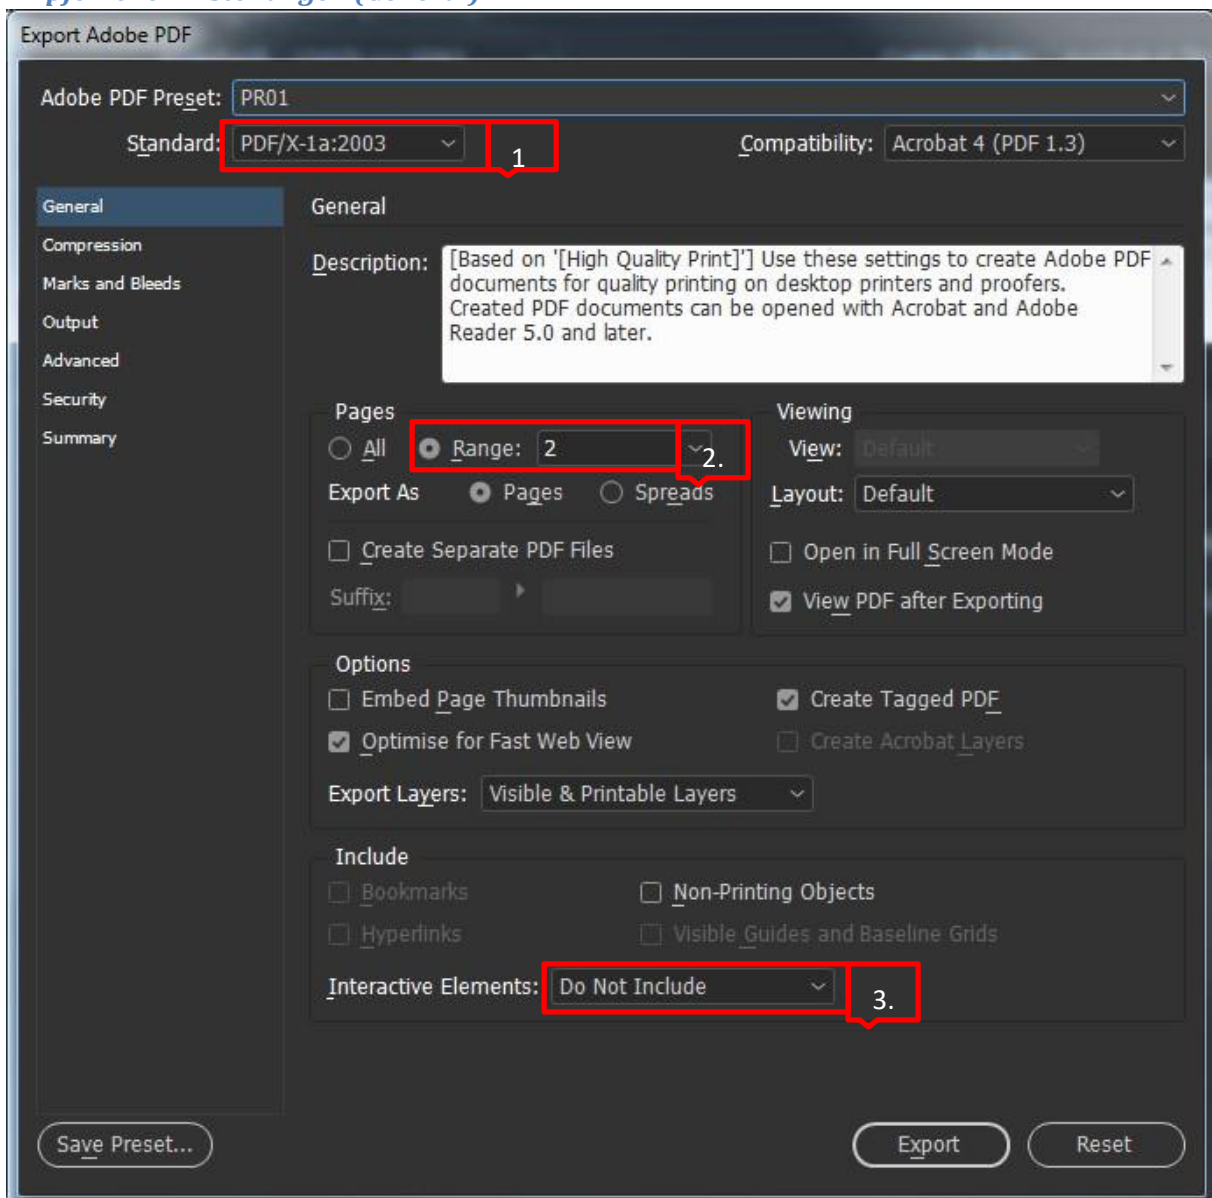 Export Adobe PDF
Adobe PDF Preset: PR01
Standard: PDF/X-1a:2003 1 Compatibility: Acrobat 4 (PDF 1.3)
General
Compression
Marks and Bleeds
Output
Advanced
Security
Summary
General
Description: [Based on '[High Quality Print]'] Use these settings to create Adobe PDF
documents for quality printing on desktop printers and proofers.
Created PDF documents can be opened with Acrobat and Adobe
Reader 5.0 and later.
Pages
All Range: 2 2.
Export As Pages Spreads
Create Separate PDF Files
Suffix:
Viewing
View: Default
Layout: Default
Open in Full Screen Mode
View PDF after Exporting
Options
Embed Page Thumbnails Create Tagged PDF
Optimise for Fast Web View Create Acrobat Layers
Export Layers: Visible & Printable Layers
Include
Bookmarks Non-Printing Objects
Hyperlinks Visible Guides and Baseline Grids
Interactive Elements: Do Not Include 3.
Save Preset... Export Reset